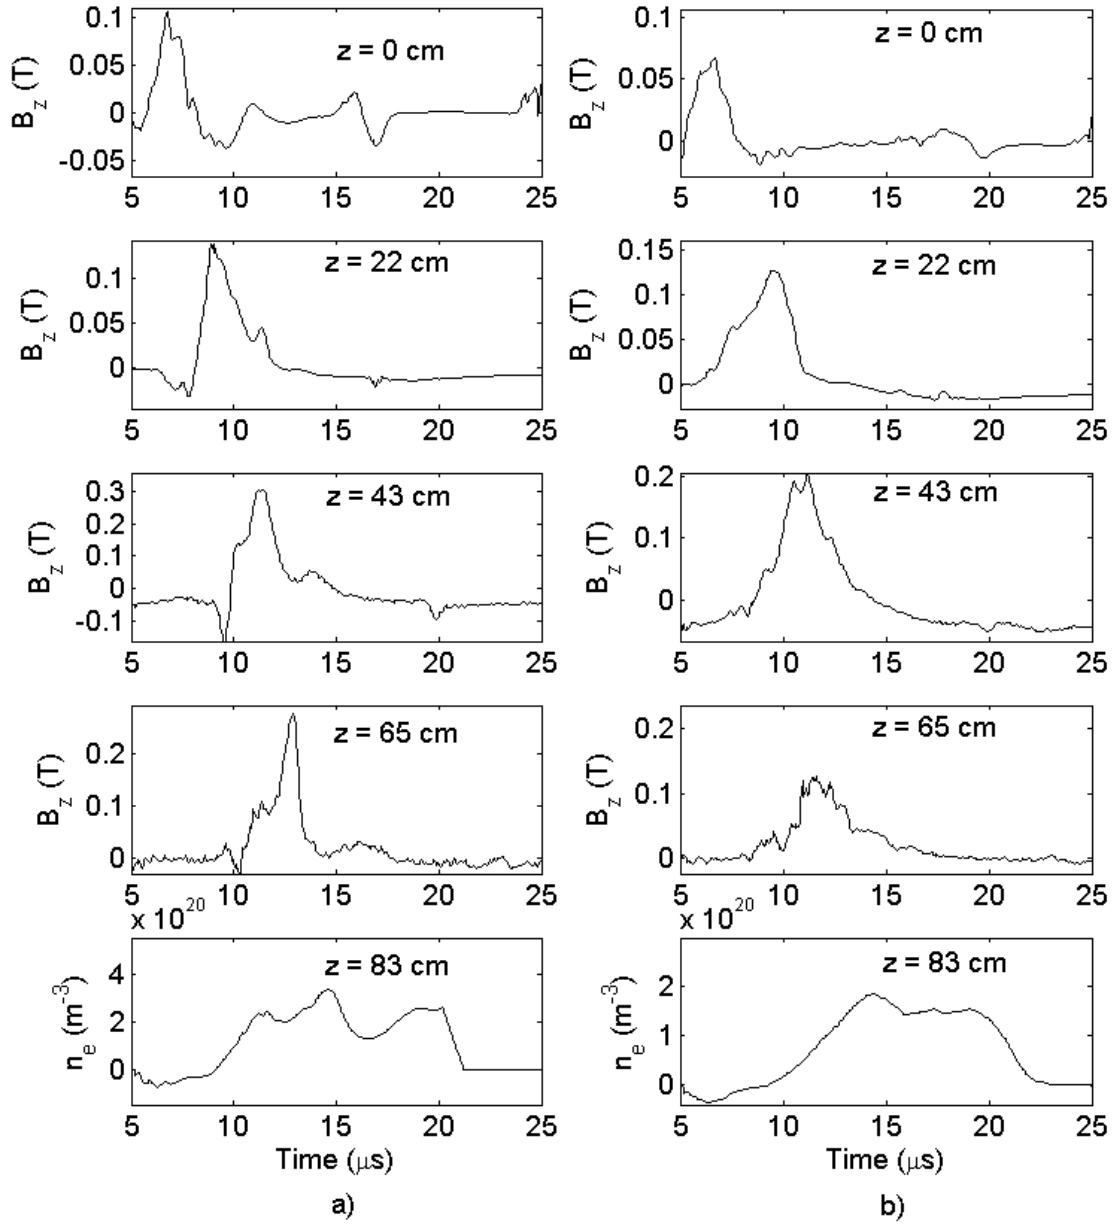 0.1
0.05
0
-0.05
B_z (T)
z = 0 cm
5 10 15 20 25
0.1
0.05
0
B_z (T)
z = 0 cm
5 10 15 20 25
0.1
0.05
0
B_z (T)
z = 22 cm
5 10 15 20 25
0.15
0.1
0.05
0
B_z (T)
z = 22 cm
5 10 15 20 25
0.3
0.2
0.1
0
-0.1
B_z (T)
z = 43 cm
5 10 15 20 25
0.2
0.1
0
B_z (T)
z = 43 cm
5 10 15 20 25
0.2
0.1
0
B_z (T)
z = 65 cm
5 10 15 20 25
0.2
0.1
0
B_z (T)
z = 65 cm
5 10 15 20 25
x 10^20
4
2
0
n_e (m^-3)
z = 83 cm
5 10 15 20 25
Time (μs)
a)
x 10^20
2
1
0
n_e (m^-3)
z = 83 cm
5 10 15 20 25
Time (μs)
b)